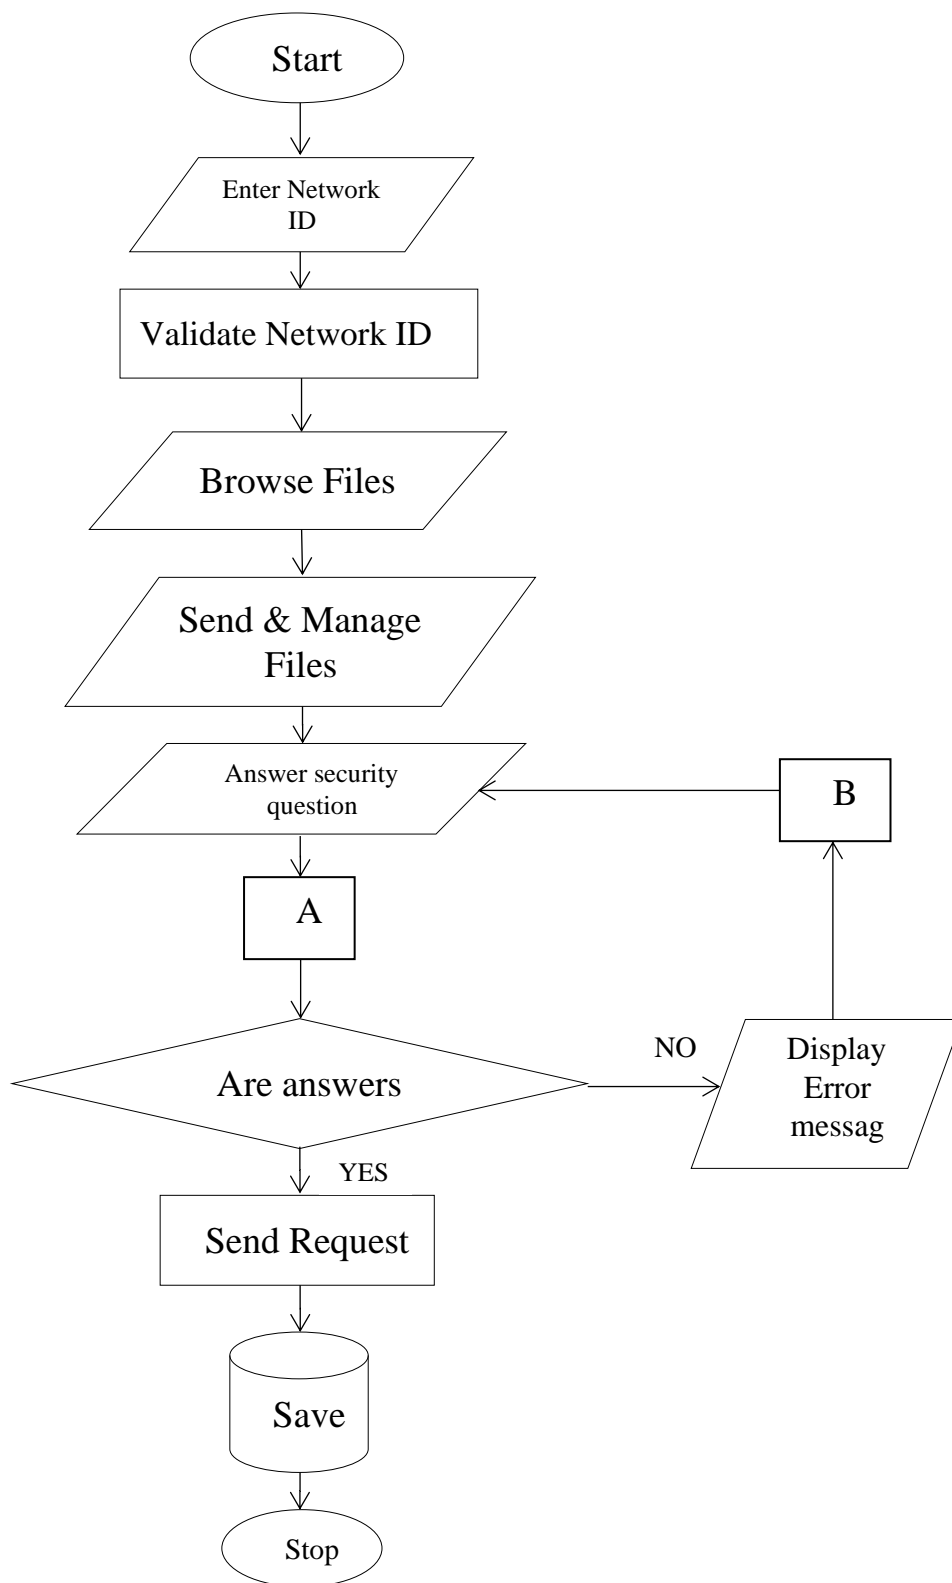 Start
Enter Network
ID
Validate Network ID
Browse Files
Send & Manage
Files
Answer security
question
B
A
Are answers
NO
Display
Error
messag
YES
Send Request
Save
Stop